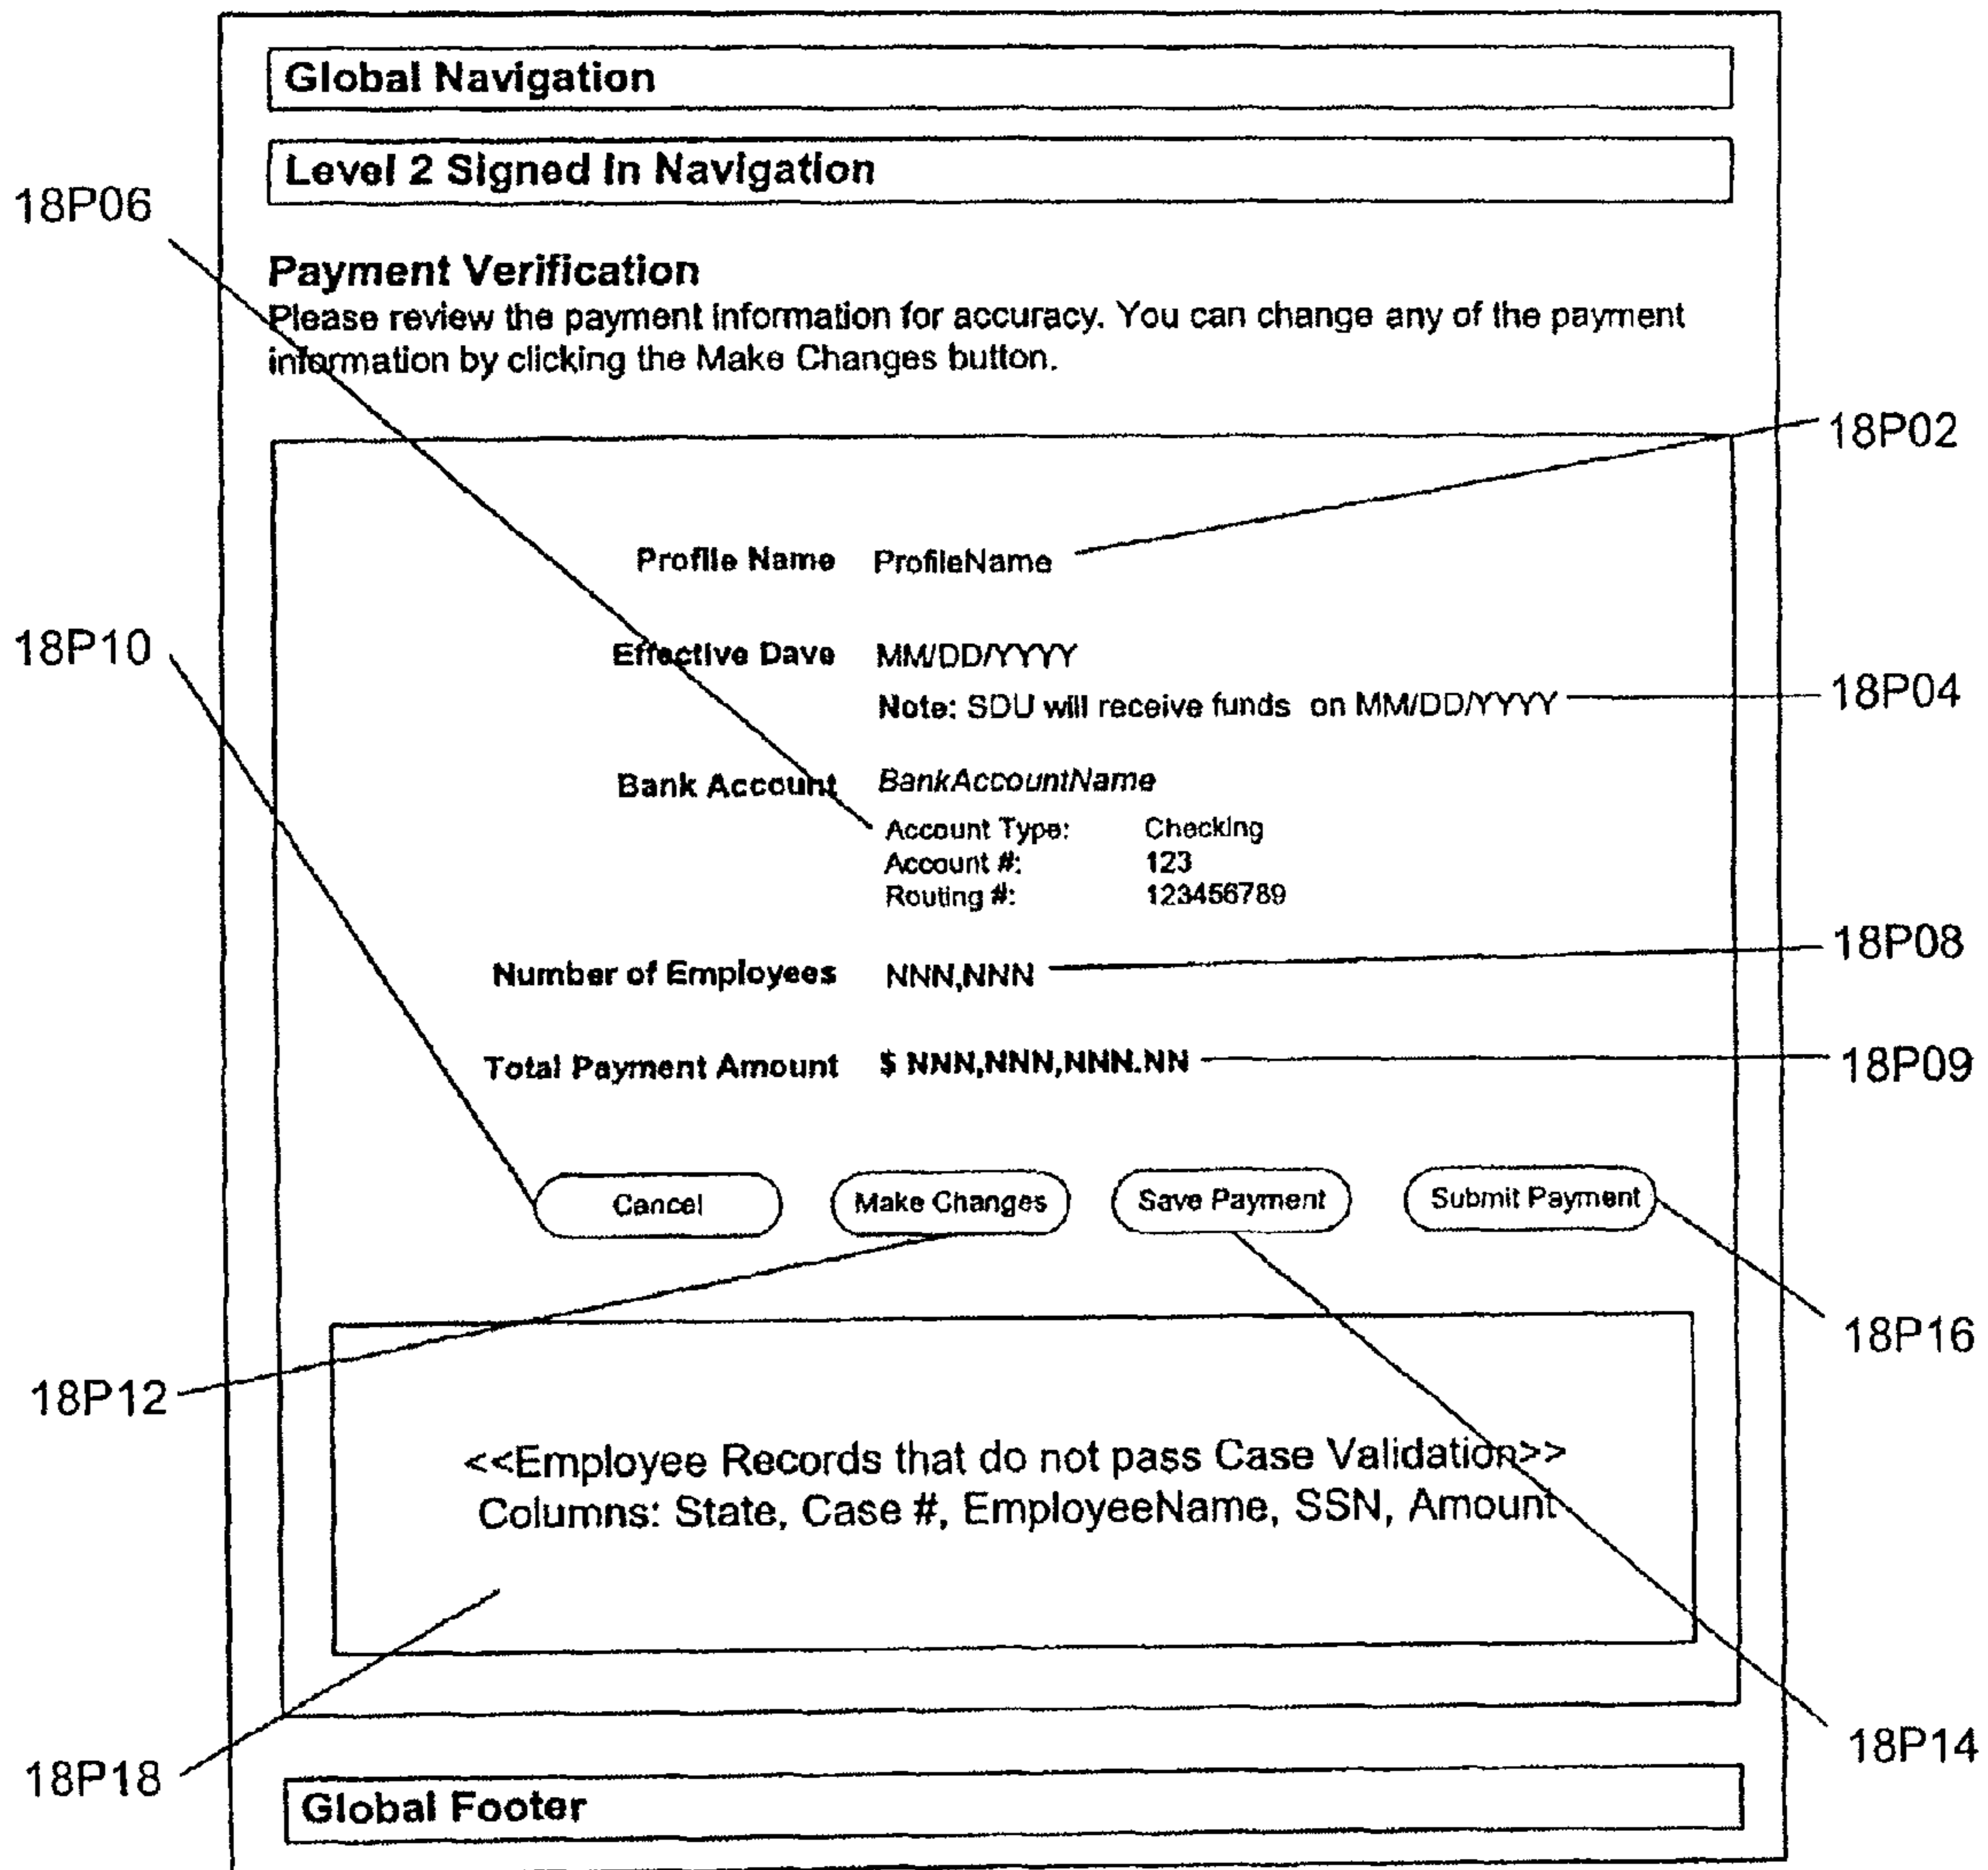 Global Navigation
Level 2 Signed In Navigation
18P06
Payment Verification
Please review the payment information for accuracy. You can change any of the payment
information by clicking the Make Changes button.
18P02
Profile Name ProfileName
18P10
Effective Dave MM/DD/YYYY
Note: SDU will receive funds on MM/DD/YYYY
18P04
Bank Account BankAccountName
Account Type: Checking
Account #: 123
Routing #: 123456789
18P08
Number of Employees NNN,NNN
Total Payment Amount $ NNN,NNN,NNN.NN
18P09
Cancel Make Changes Save Payment Submit Payment
18P16
18P12
<<Employee Records that do not pass Case Validation>>
Columns: State, Case #, EmployeeName, SSN, Amount
18P14
18P18
Global Footer